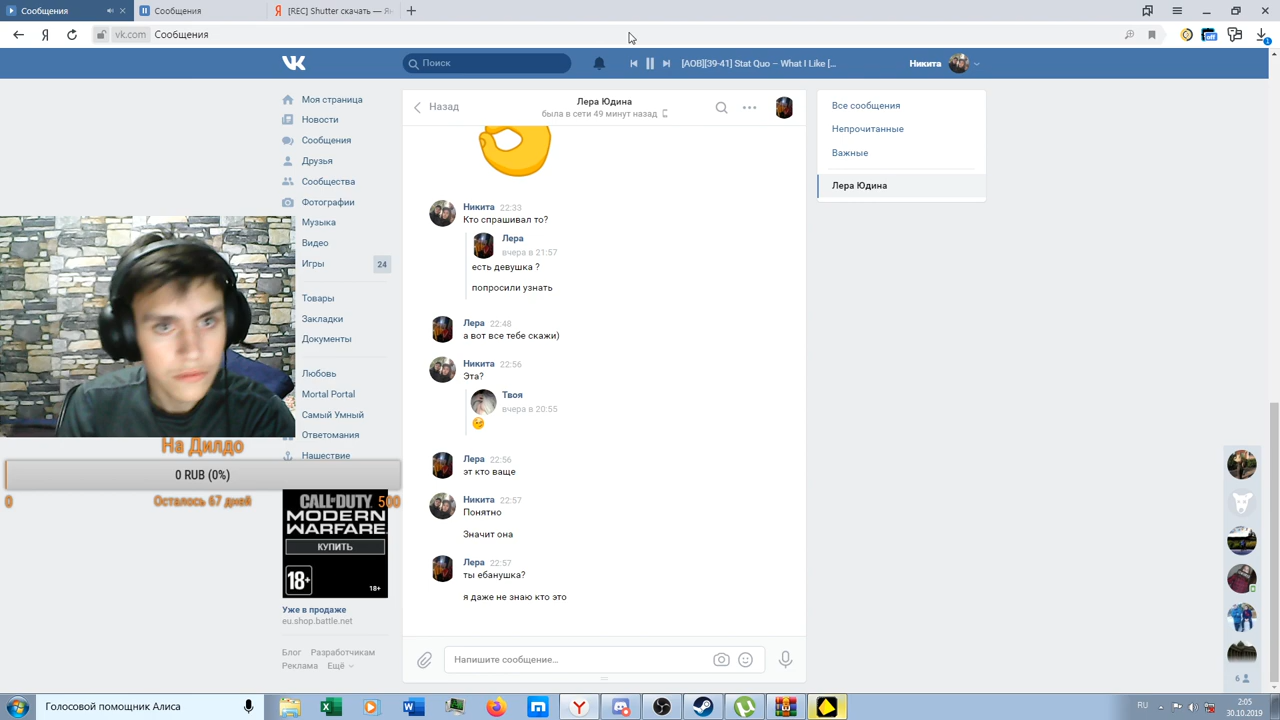 Сообщения
Сообщения
[REC] Shutter скачать — Ян
vk.com Сообщения
off
1
Поиск
[AOB][39-41] Stat Quo – What I Like [...
Никита
Моя страница
Новости
Сообщения
Друзья
Сообщества
Фотографии
Музыка
Видео
Игры
24
Товары
Закладки
Документы
Любовь
Mortal Portal
Самый Умный
Ответомания
Нашествие
На Дилдо
0 RUB (0%)
0
Осталось 67 дней
500
CALL OF DUTY
MODERN
WARFARE
КУПИТЬ
18+
18+
Уже в продаже
eu.shop.battle.net
Блог Разработчикам
Реклама Ещё
Назад
Лера Юдина
была в сети 49 минут назад
Никита 22:33
Кто спрашивал то?
Лера
вчера в 21:57
есть девушка ?
попросили узнать
Лера 22:48
а вот все тебе скажи)
Никита 22:56
Эта?
Твоя
вчера в 20:55
Лера 22:56
эт кто ваще
Никита 22:57
Понятно
Значит она
Лера 22:57
ты ебанушка?
я даже не знаю кто это
Напишите сообщение...
Все сообщения
Непрочитанные
Важные
Лера Юдина
6
Голосовой помощник Алиса
RU
2:05
30.10.2019